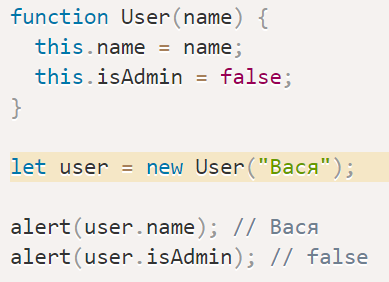 function User(name) {
  this.name = name;
  this.isAdmin = false;
}

let user = new User("Вася");

alert(user.name); // Вася
alert(user.isAdmin); // false